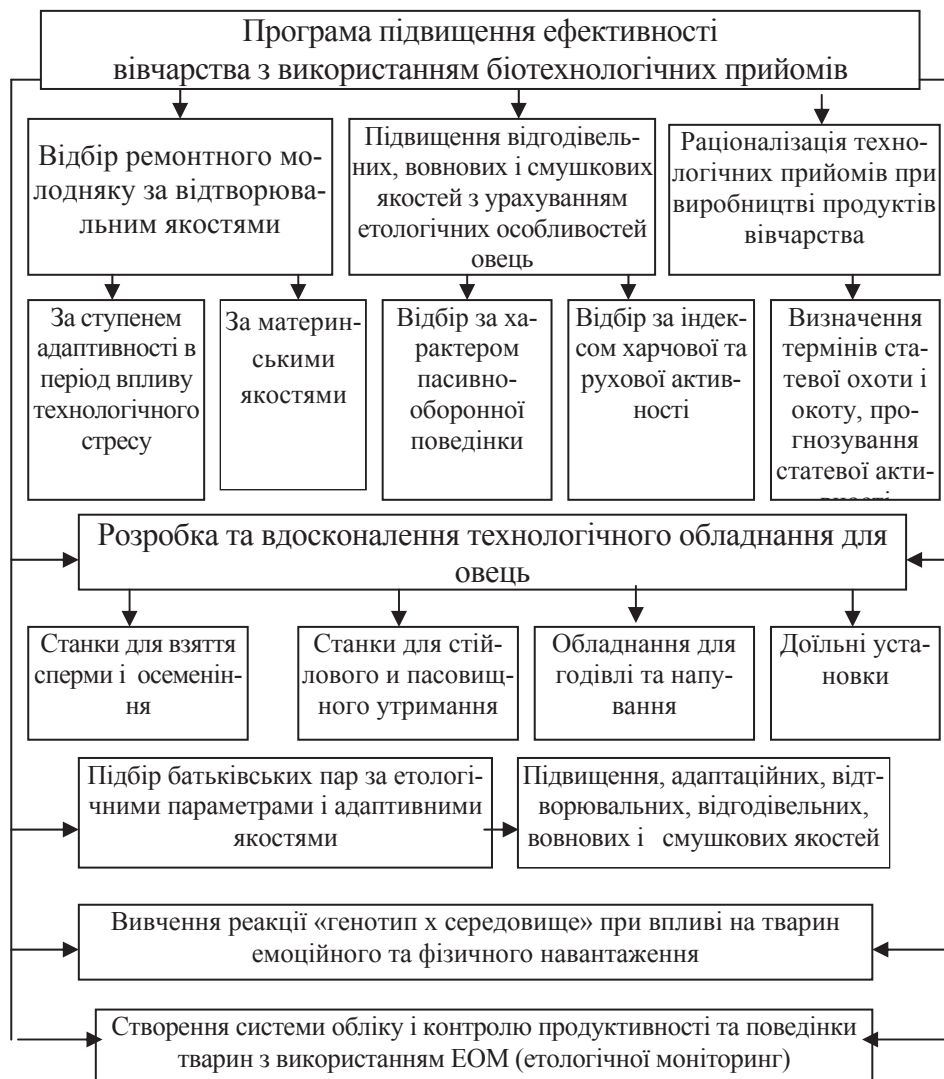 Програма підвищення ефективності
вівчарства з використанням біотехнологічних прийомів
Відбір ремонтного мо-
лодняку за відтворюва-
льним якостями
Підвищення відгодівель-
них, вовнових і смушкових
якостей з урахуванням
етологічних особливостей
овець
Раціоналізація техно-
логічних прийомів при
виробництві продуктів
вівчарства
За ступенем
адаптивності в
період впливу
технологічного
стресу
За материн-
ськими
якостями
Відбір за ха-
рактером
пасивно-
оборонної
поведінки
Відбір за індек-
сом харчової та
рухової актив-
ності
Визначення
термінів ста-
тевої охоти і
окоту, про-
гнозування
статевої акти-
вності
Розробка та вдосконалення технологічного обладнання для
овець
Станки для взяття
сперми і осеменін-
ня
Станки для стій-
лового и пасовищ-
ного утримання
Обладнання для
годівлі та напу-
вання
Доїльні уста-
новки
Підбір батьківських пар за етологі-
чними параметрами і адаптивними
якостями
Підвищення, адаптаційних, відт-
ворювальних, відгодівельних,
вовнових і смушкових якостей
Вивчення реакції «генотип х середовище» при впливі на тварин
емоційного та фізичного навантаження
Створення системи обліку і контролю продуктивності та поведінки
тварин з використанням ЕОМ (етологічної моніторинг)